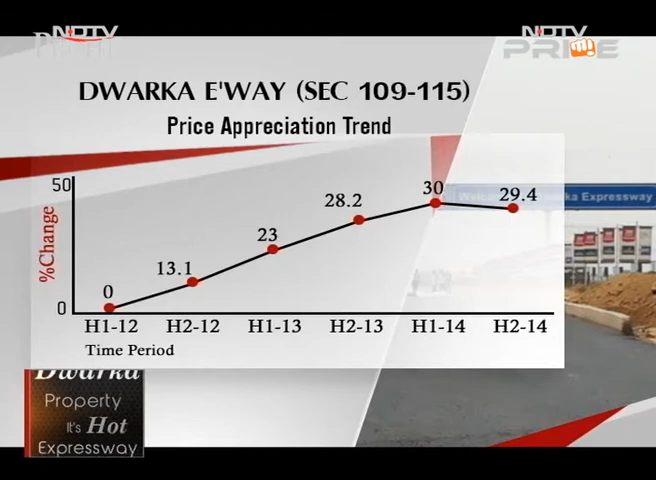 NDTV
NDTV
PRIME
DWARKA E'WAY (SEC 109-115)
Price Appreciation Trend
50
%Change
0
0
13.1
23
28.2
30
29.4
H1-12
H2-12
H1-13
H2-13
H1-14
H2-14
Time Period
Expressway
Dwarka
Property
It's Hot
Expressway